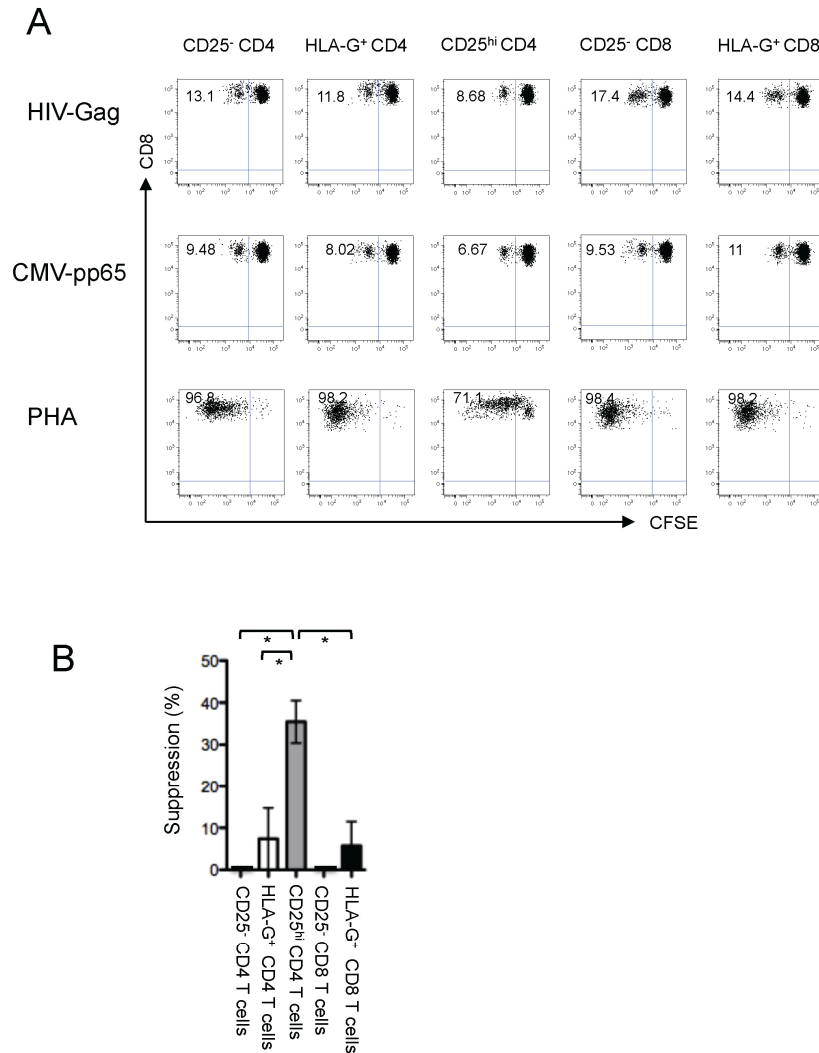 A
CD25⁻ CD4 HLA-G⁺ CD4 CD25ʰⁱ CD4 CD25⁻ CD8 HLA-G⁺ CD8
HIV-Gag
13.1 11.8 8.68 17.4 14.4
CD8
CMV-pp65
9.48 8.02 6.67 9.53 11
PHA
96.8 98.2 71.1 98.4 98.2
CFSE
B
* *
*
Suppression (%)
50
40
30
20
10
0
CD25⁻ CD4 T cells
HLA-G⁺ CD4 T cells
CD25ʰⁱ CD4 T cells
CD25⁻ CD8 T cells
HLA-G⁺ CD8 T cells